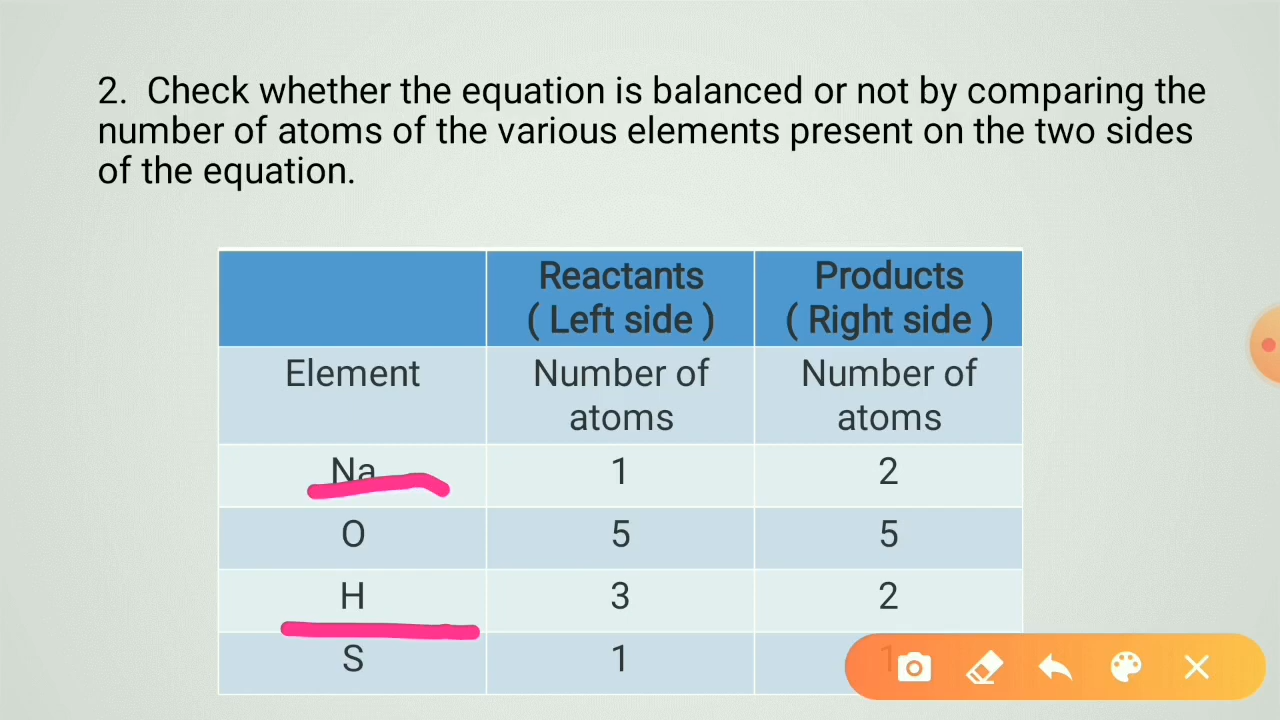 2. Check whether the equation is balanced or not by comparing the
number of atoms of the various elements present on the two sides
of the equation.
Reactants Products
( Left side ) ( Right side )
Element Number of Number of
atoms atoms
Na 1 2
O 5 5
H 3 2
S 1 1